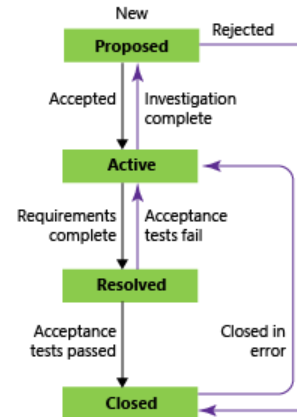 New
Proposed
Rejected
Accepted
Investigation
complete
Active
Requirements
complete
Acceptance
tests fail
Resolved
Acceptance
tests passed
Closed in
error
Closed